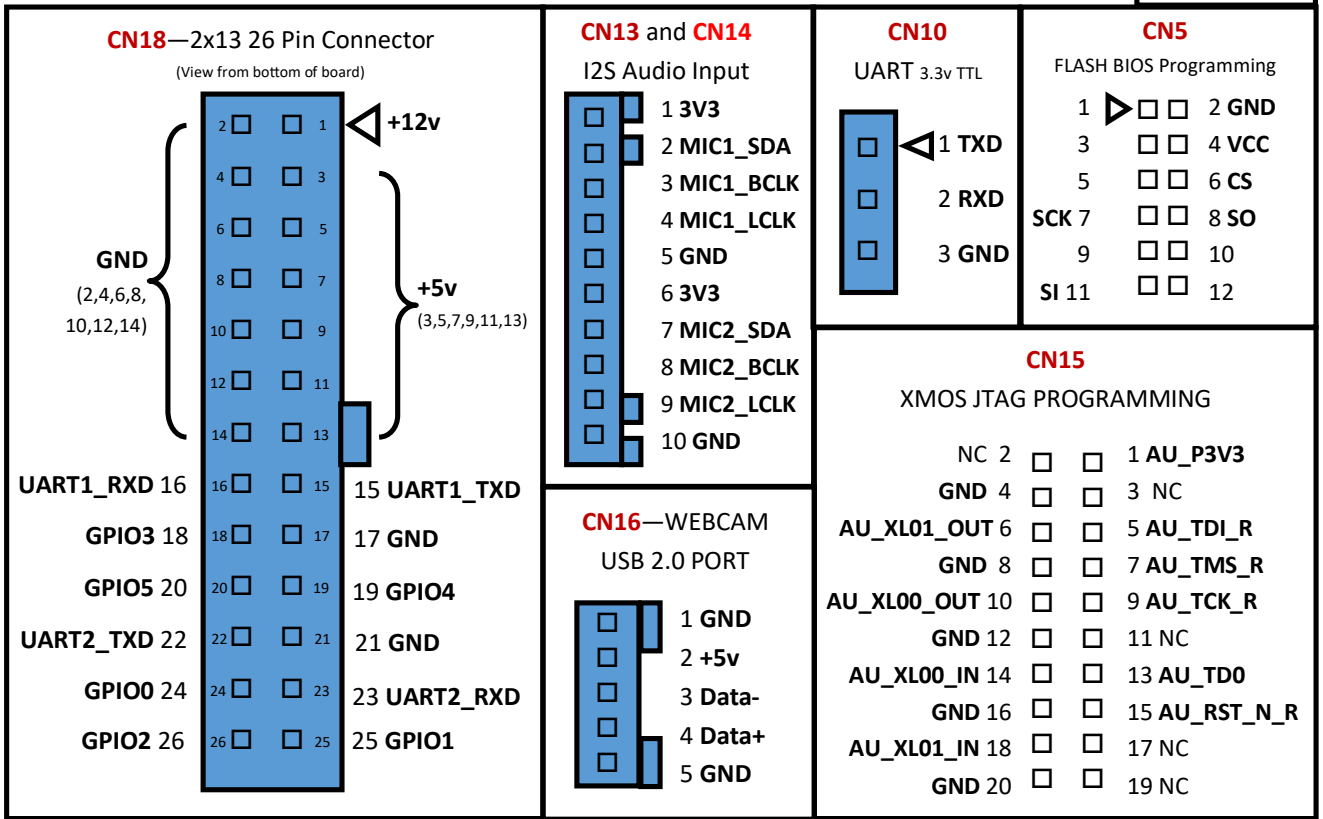 CN18—2x13 26 Pin Connector
(View from bottom of board)
2 1 +12v
4 3
6 5
8 7
10 9
12 11
14 13
GND
(2,4,6,8,
10,12,14)
+5v
(3,5,7,9,11,13)
UART1_RXD 16 16 15 15 UART1_TXD
GPIO3 18 18 17 17 GND
GPIO5 20 20 19 19 GPIO4
UART2_TXD 22 22 21 21 GND
GPIO0 24 24 23 23 UART2_RXD
GPIO2 26 26 25 25 GPIO1
CN13 and CN14
I2S Audio Input
1 3V3
2 MIC1_SDA
3 MIC1_BCLK
4 MIC1_LCLK
5 GND
6 3V3
7 MIC2_SDA
8 MIC2_BCLK
9 MIC2_LCLK
10 GND
CN16—WEBCAM
USB 2.0 PORT
1 GND
2 +5v
3 Data-
4 Data+
5 GND
CN10
UART 3.3v TTL
1 TXD
2 RXD
3 GND
CN5
FLASH BIOS Programming
1 2 GND
3 4 VCC
5 6 CS
SCK 7 8 SO
9 10
SI 11 12
CN15
XMOS JTAG PROGRAMMING
NC 2 1 AU_P3V3
GND 4 3 NC
AU_XL01_OUT 6 5 AU_TDI_R
GND 8 7 AU_TMS_R
AU_XL00_OUT 10 9 AU_TCK_R
GND 12 11 NC
AU_XL00_IN 14 13 AU_TD0
GND 16 15 AU_RST_N_R
AU_XL01_IN 18 17 NC
GND 20 19 NC